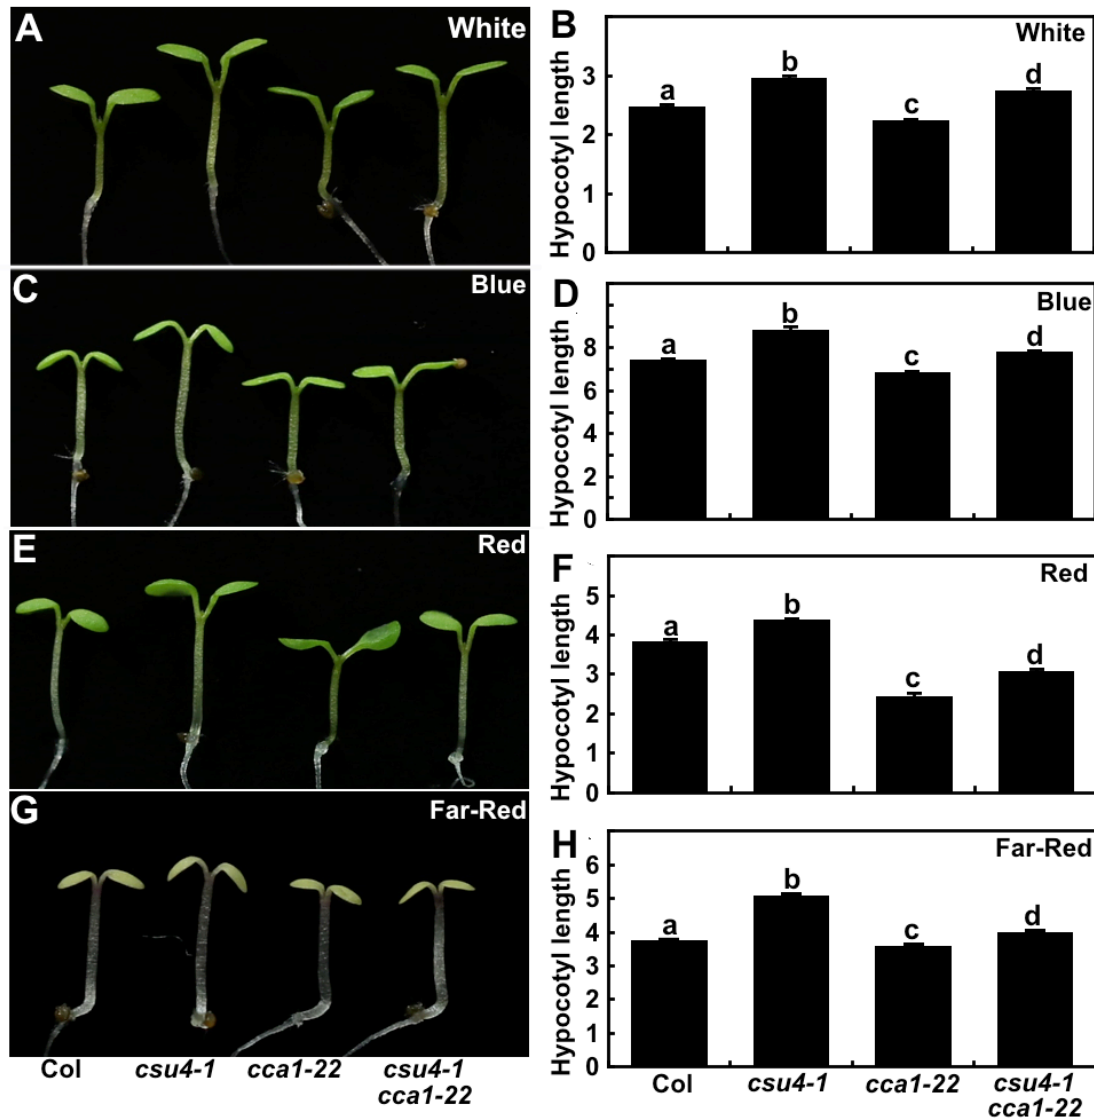 A
White
C
Blue
E
Red
G
Far-Red
Col
csu4-1
cca1-22
csu4-1
cca1-22
B
White
Hypocotyl length
3
2
1
0
a
b
c
d
D
Blue
Hypocotyl length
8
6
4
2
0
a
b
c
d
F
Red
Hypocotyl length
5
4
3
2
1
0
a
b
c
d
H
Far-Red
Hypocotyl length
6
5
4
3
2
1
0
a
b
c
d
Col
csu4-1
cca1-22
csu4-1
cca1-22